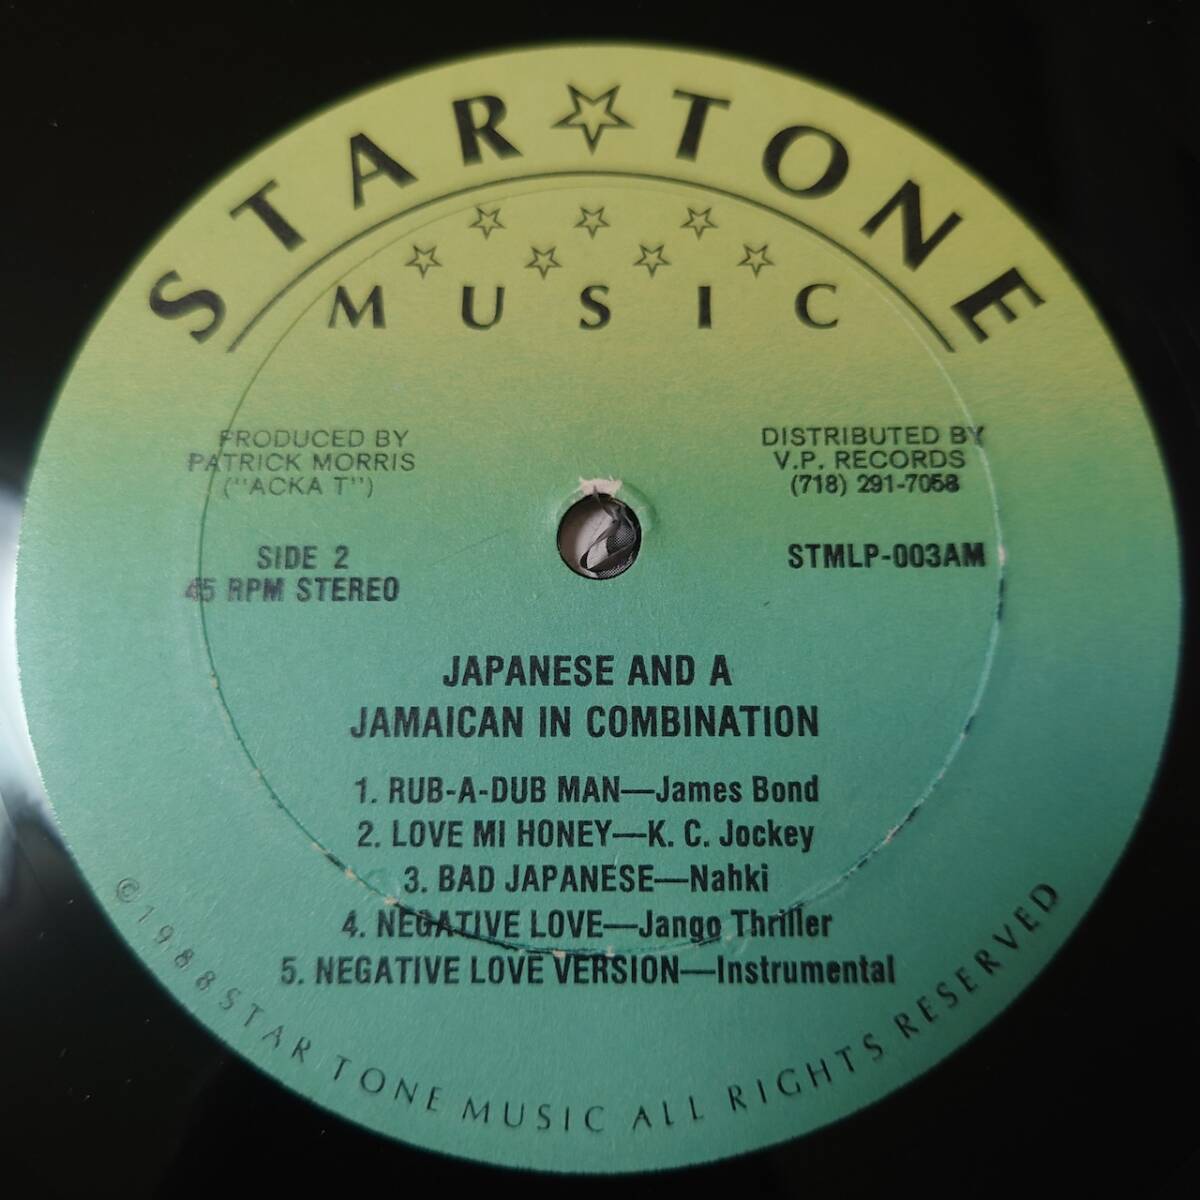 STAR TONE
MUSIC
PRODUCED BY
PATRICK MORRIS
("ACKA T")
DISTRIBUTED BY
V.P. RECORDS
(718) 291-7058
SIDE 2
45 RPM STEREO
STMLP-003AM
JAPANESE AND A
JAMAICAN IN COMBINATION
1. RUB-A-DUB MAN—James Bond
2. LOVE MI HONEY—K. C. Jockey
3. BAD JAPANESE—Nahki
4. NEGATIVE LOVE—Jango Thriller
5. NEGATIVE LOVE VERSION—Instrumental
©1988 STAR TONE MUSIC ALL RIGHTS RESERVED